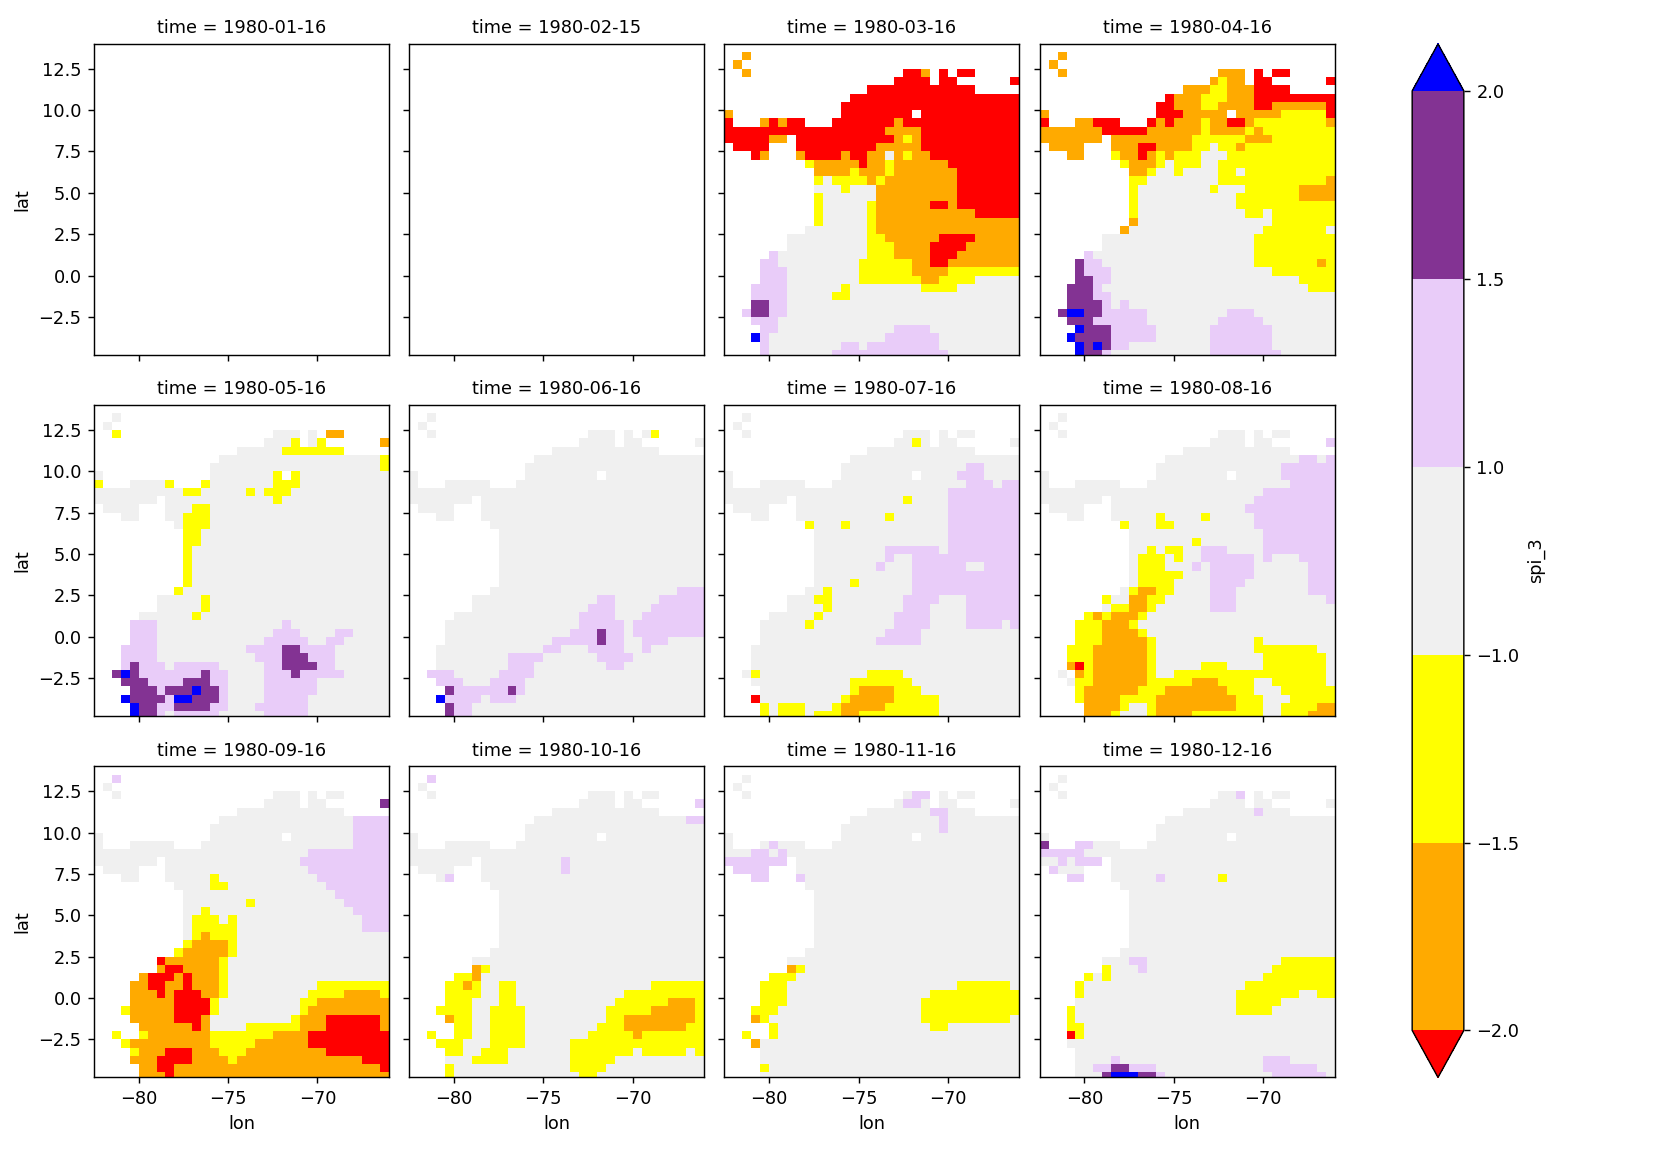 time = 1980-01-16
time = 1980-02-15
time = 1980-03-16
time = 1980-04-16
12.5
10.0
7.5
5.0
2.5
0.0
−2.5
lat
time = 1980-05-16
time = 1980-06-16
time = 1980-07-16
time = 1980-08-16
12.5
10.0
7.5
5.0
2.5
0.0
−2.5
lat
time = 1980-09-16
time = 1980-10-16
time = 1980-11-16
time = 1980-12-16
12.5
10.0
7.5
5.0
2.5
0.0
−2.5
lat
−80 −75 −70
lon
−80 −75 −70
lon
−80 −75 −70
lon
−80 −75 −70
lon
2.0
1.5
1.0
−1.0
−1.5
−2.0
spi_3